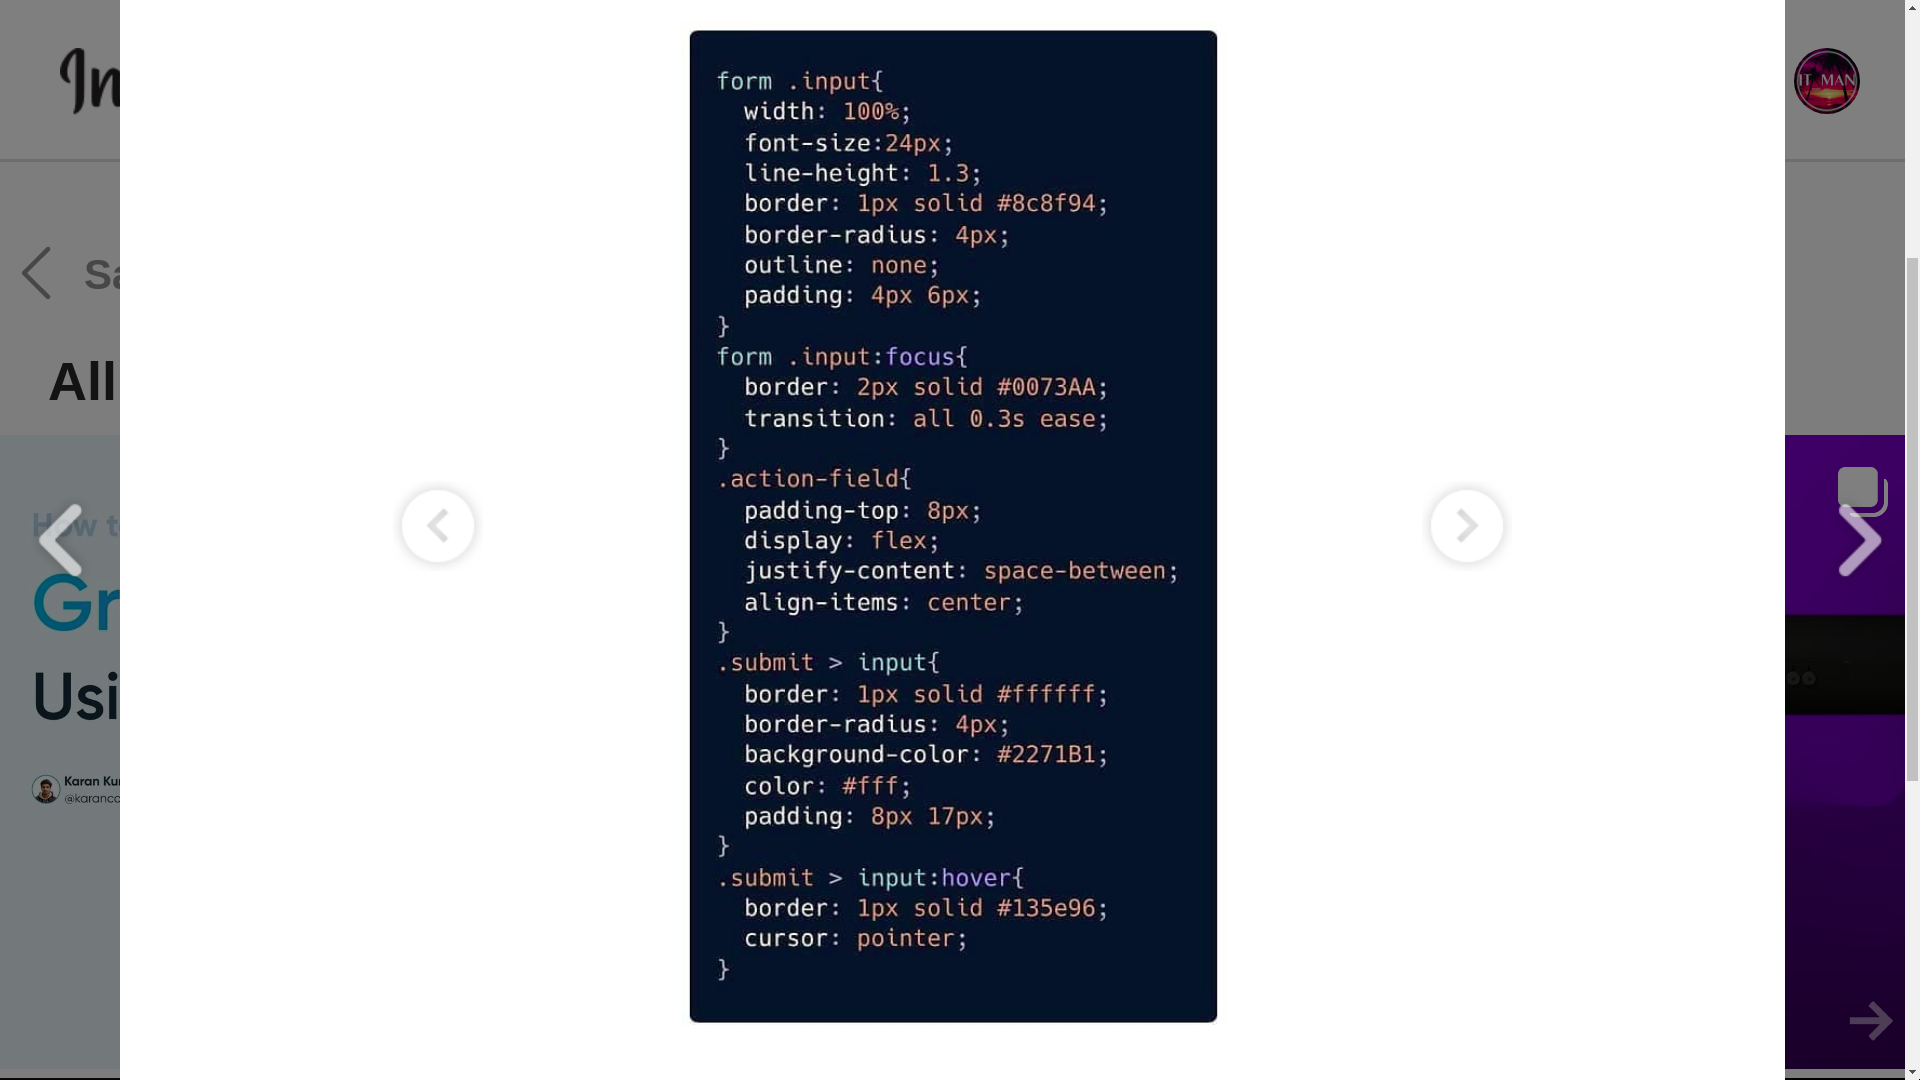 In
IT MAN
Sa
All
How t
Gr
Usi
Karan Ku
@karanco
form .input{
  width: 100%;
  font-size:24px;
  line-height: 1.3;
  border: 1px solid #8c8f94;
  border-radius: 4px;
  outline: none;
  padding: 4px 6px;
}
form .input:focus{
  border: 2px solid #0073AA;
  transition: all 0.3s ease;
}
.action-field{
  padding-top: 8px;
  display: flex;
  justify-content: space-between;
  align-items: center;
}
.submit > input{
  border: 1px solid #ffffff;
  border-radius: 4px;
  background-color: #2271B1;
  color: #fff;
  padding: 8px 17px;
}
.submit > input:hover{
  border: 1px solid #135e96;
  cursor: pointer;
}